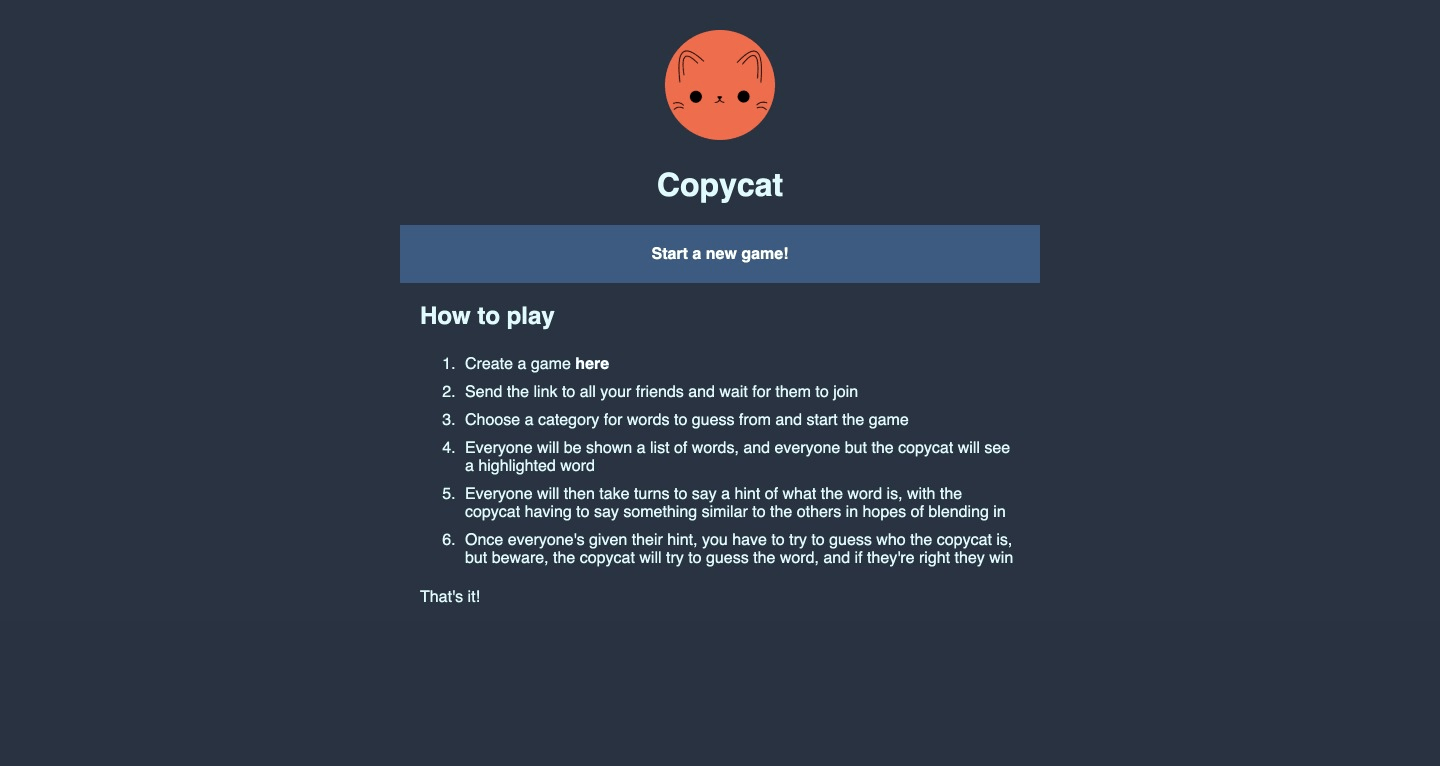 Copycat
Start a new game!
How to play
1. Create a game here
2. Send the link to all your friends and wait for them to join
3. Choose a category for words to guess from and start the game
4. Everyone will be shown a list of words, and everyone but the copycat will see
a highlighted word
5. Everyone will then take turns to say a hint of what the word is, with the
copycat having to say something similar to the others in hopes of blending in
6. Once everyone's given their hint, you have to try to guess who the copycat is,
but beware, the copycat will try to guess the word, and if they're right they win
That's it!